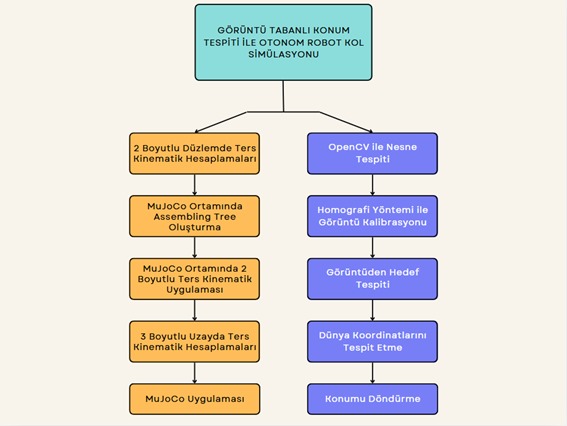 GÖRÜNTÜ TABANLI KONUM
TESPİTİ İLE OTONOM ROBOT KOL
SİMÜLASYONU
2 Boyutlu Düzlemde Ters
Kinematik Hesaplamaları
MuJoCo Ortamında
Assembling Tree
Oluşturma
MuJoCo Ortamında 2
Boyutlu Ters Kinematik
Uygulaması
3 Boyutlu Uzayda Ters
Kinematik Hesaplamaları
MuJoCo Uygulaması
OpenCV ile Nesne
Tespiti
Homografi Yöntemi ile
Görüntü Kalibrasyonu
Görüntüden Hedef
Tespiti
Dünya Koordinatlarını
Tespit Etme
Konumu Döndürme